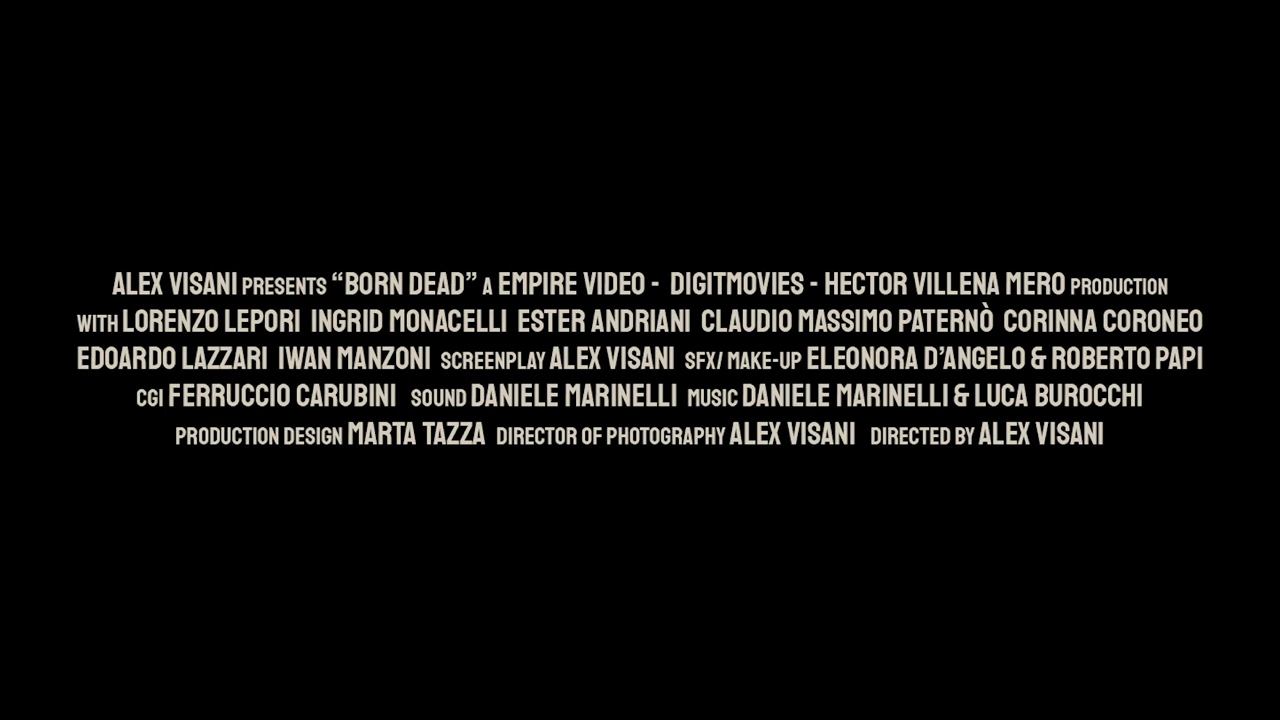 ALEX VISANI PRESENTS “BORN DEAD” A EMPIRE VIDEO - DIGITMOVIES - HECTOR VILLENA MERO PRODUCTION
WITH LORENZO LEPORI INGRID MONACELLI ESTER ANDRIANI CLAUDIO MASSIMO PATERNÒ CORINNA CORONEO
EDOARDO LAZZARI IWAN MANZONI SCREENPLAY ALEX VISANI SFX/ MAKE-UP ELEONORA D’ANGELO & ROBERTO PAPI
CGI FERRUCCIO CARUBINI SOUND DANIELE MARINELLI MUSIC DANIELE MARINELLI & LUCA BUROCCHI
PRODUCTION DESIGN MARTA TAZZA DIRECTOR OF PHOTOGRAPHY ALEX VISANI DIRECTED BY ALEX VISANI